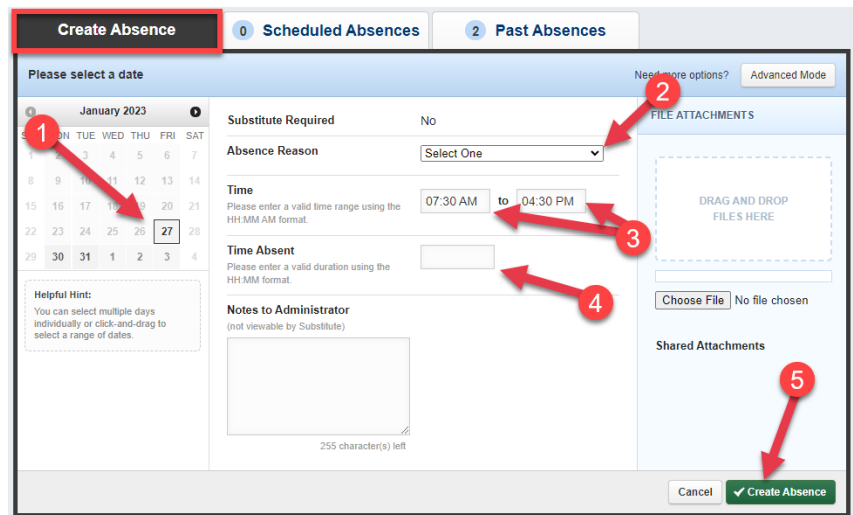 Create Absence
0 Scheduled Absences
2 Past Absences
Please select a date
Need more options? Advanced Mode
January 2023
1
MON TUE WED THU FRI SAT
1 2 3 4 5 6 7
8 9 10 11 12 13 14
15 16 17 18 19 20 21
22 23 24 25 26 27 28
29 30 31 1 2 3 4
Helpful Hint:
You can select multiple days
individually or click-and-drag to
select a range of dates.
Substitute Required No
Absence Reason Select One
2
Time
Please enter a valid time range using the
HH:MM AM format.
07:30 AM to 04:30 PM
3
Time Absent
Please enter a valid duration using the
HH:MM format.
4
Notes to Administrator
(not viewable by Substitute)
255 character(s) left
FILE ATTACHMENTS
DRAG AND DROP
FILES HERE
Choose File No file chosen
Shared Attachments
5
Cancel Create Absence